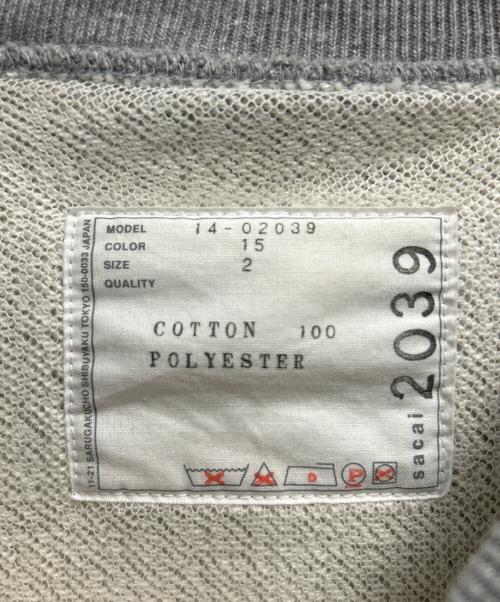 MODEL 14-02039
COLOR 15
SIZE 2
QUALITY
COTTON 100
POLYESTER
11-21 SARUGAKUCHO SHIBUYAKU TOKYO 150-0033 JAPAN
sacai 2039
D
P